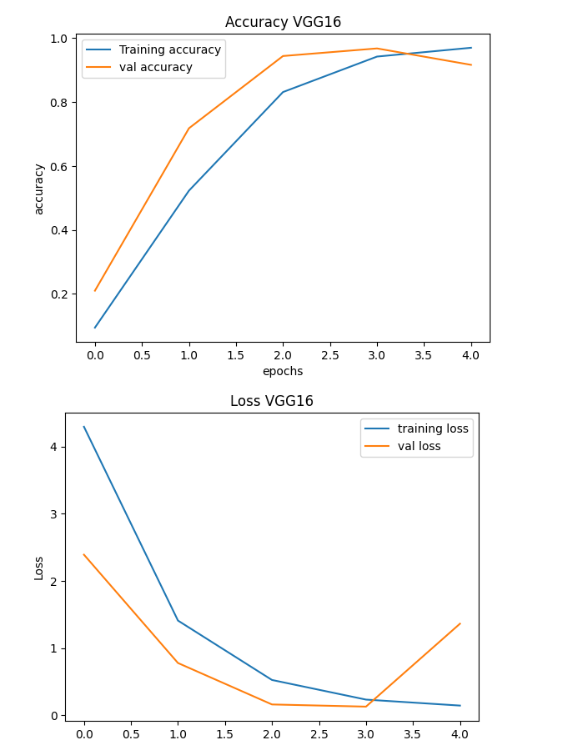 Accuracy VGG16
1.0
Training accuracy
val accuracy
0.8
0.6
accuracy
0.4
0.2
0.0 0.5 1.0 1.5 2.0 2.5 3.0 3.5 4.0
epochs
Loss VGG16
training loss
val loss
4
3
Loss
2
1
0
0.0 0.5 1.0 1.5 2.0 2.5 3.0 3.5 4.0